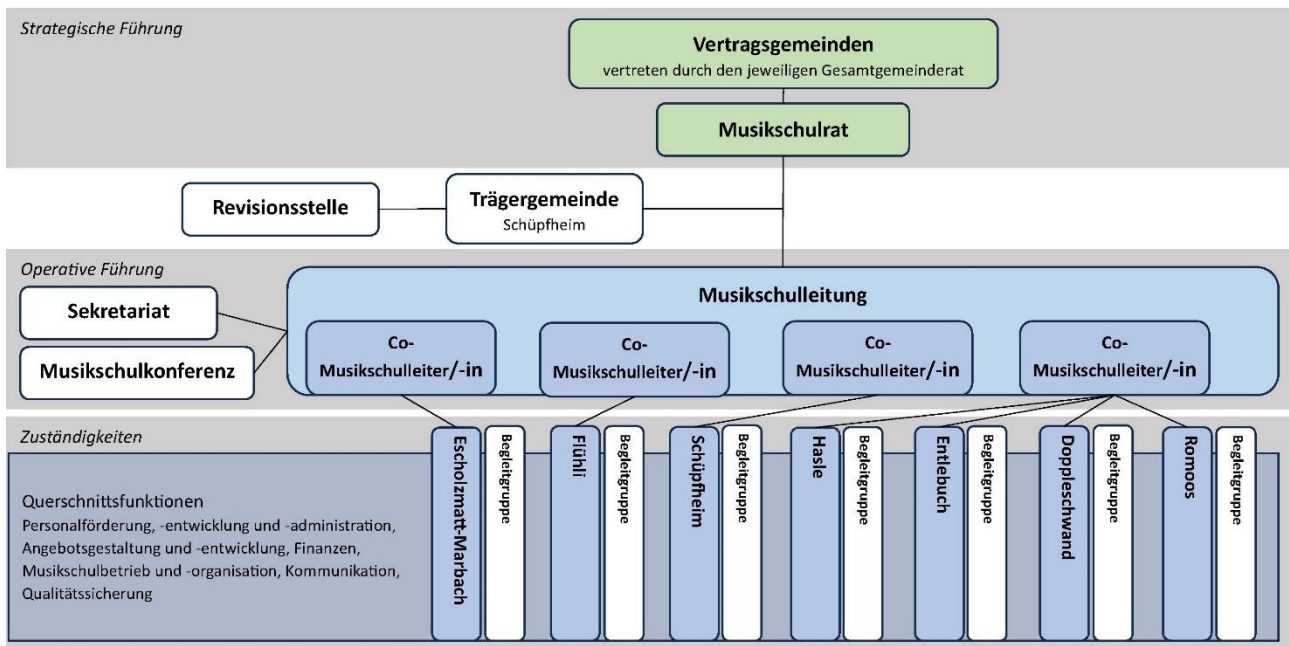 Strategische Führung
Vertragsgemeinden
vertreten durch den jeweiligen Gesamtgemeinderat
Musikschulrat
Revisionsstelle
Trägergemeinde
Schüpfheim
Operative Führung
Sekretariat
Musikschulkonferenz
Musikschulleitung
Co-
Musikschulleiter/-in
Co-
Musikschulleiter/-in
Co-
Musikschulleiter/-in
Co-
Musikschulleiter/-in
Zuständigkeiten
Querschnittsfunktionen
Personalförderung, -entwicklung und -administration,
Angebotsgestaltung und -entwicklung, Finanzen,
Musikschulbetrieb und -organisation, Kommunikation,
Qualitätssicherung
Escholzmatt-Marbach
Begleitgruppe
Flühli
Begleitgruppe
Schüpfheim
Begleitgruppe
Hasle
Begleitgruppe
Entlebuch
Begleitgruppe
Doppleschwand
Begleitgruppe
Romoos
Begleitgruppe